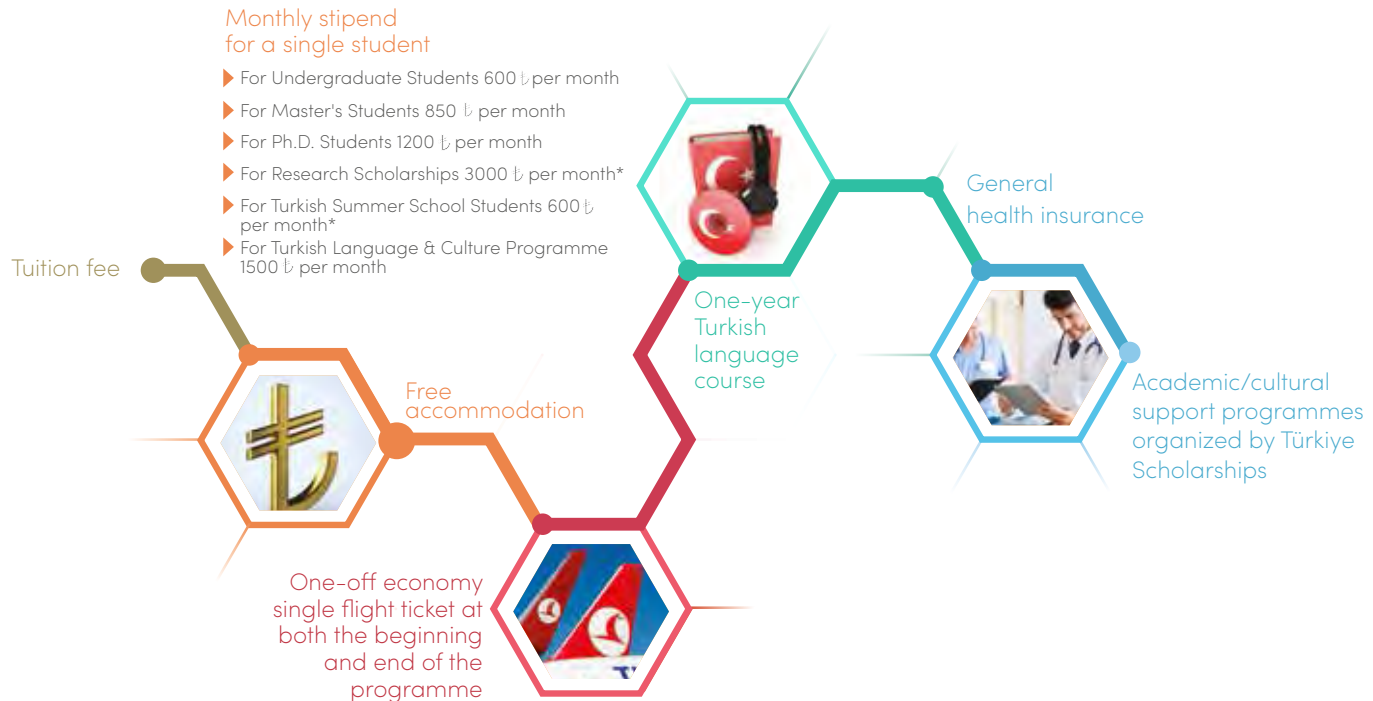 Monthly stipend
for a single student
For Undergraduate Students 600 ₺ per month
For Master's Students 850 ₺ per month
For Ph.D. Students 1200 ₺ per month
For Research Scholarships 3000 ₺ per month*
For Turkish Summer School Students 600 ₺
per month*
For Turkish Language & Culture Programme
1500 ₺ per month
Tuition fee
Free
accommodation
One-off economy
single flight ticket at
both the beginning
and end of the
programme
One-year
Turkish
language
course
General
health insurance
Academic/cultural
support programmes
organized by Türkiye
Scholarships